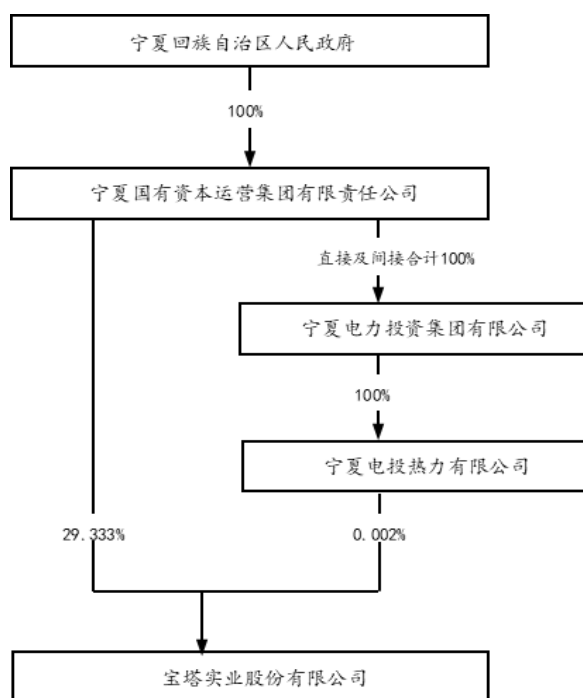 宁夏回族自治区人民政府
100%
宁夏国有资本运营集团有限责任公司
直接及间接合计100%
宁夏电力投资集团有限公司
100%
宁夏电投热力有限公司
29.333%
0.002%
宝塔实业股份有限公司